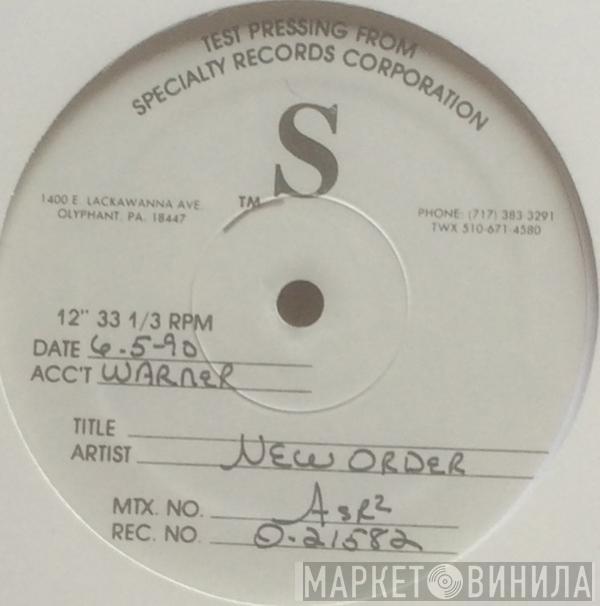 TEST PRESSING FROM
SPECIALTY RECORDS CORPORATION
S
TM
1400 E. LACKAWANNA AVE.
OLYPHANT, PA. 18447
PHONE: (717) 383 3291
TWX 510-671-4580
12" 33 1/3 RPM
DATE 6.5-90
ACC'T WARNER
TITLE
ARTIST NEW ORDER
MTX. NO. A SR2
REC. NO. 0.21582
МАРКЕТ ВИНИЛА